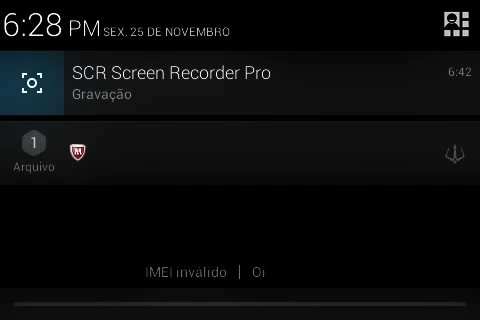 6:28 PM SEX, 25 DE NOVEMBRO
SCR Screen Recorder Pro 6:42
Gravação
1
Arquivo
IMEI inválido | Oi